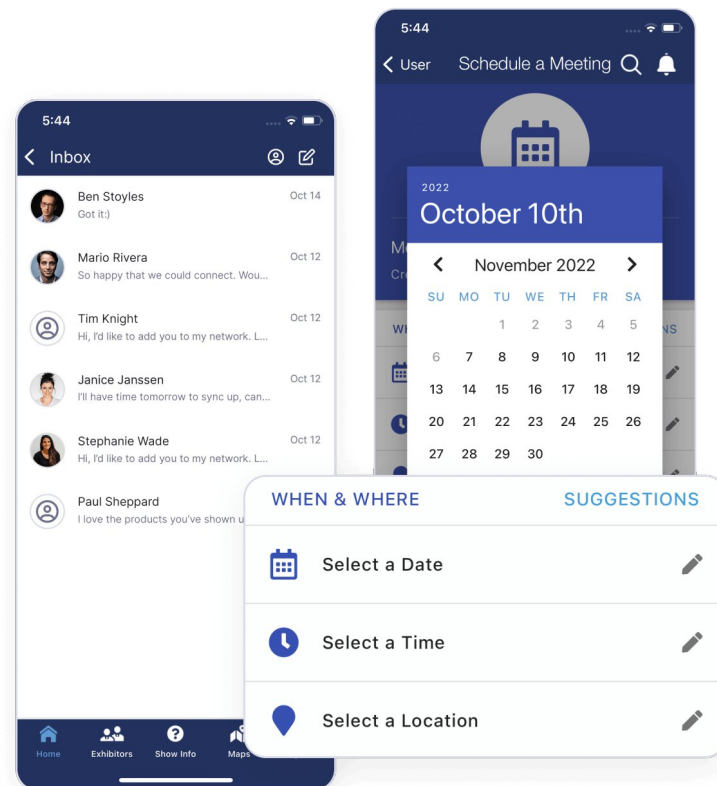 5:44
Inbox
Ben Stoyles
Oct 14
Got it:)
Mario Rivera
Oct 12
So happy that we could connect. Wou...
Tim Knight
Oct 12
Hi, I'd like to add you to my network. L...
Janice Janssen
Oct 12
I'll have time tomorrow to sync up, can...
Stephanie Wade
Oct 12
Hi, I'd like to add you to my network. L...
Paul Sheppard
I love the products you've shown u
Home Exhibitors Show Info Maps
5:44
User Schedule a Meeting
2022
October 10th
November 2022
SU MO TU WE TH FR SA
1 2 3 4 5
6 7 8 9 10 11 12
13 14 15 16 17 18 19
20 21 22 23 24 25 26
27 28 29 30
WHEN & WHERE SUGGESTIONS
Select a Date
Select a Time
Select a Location